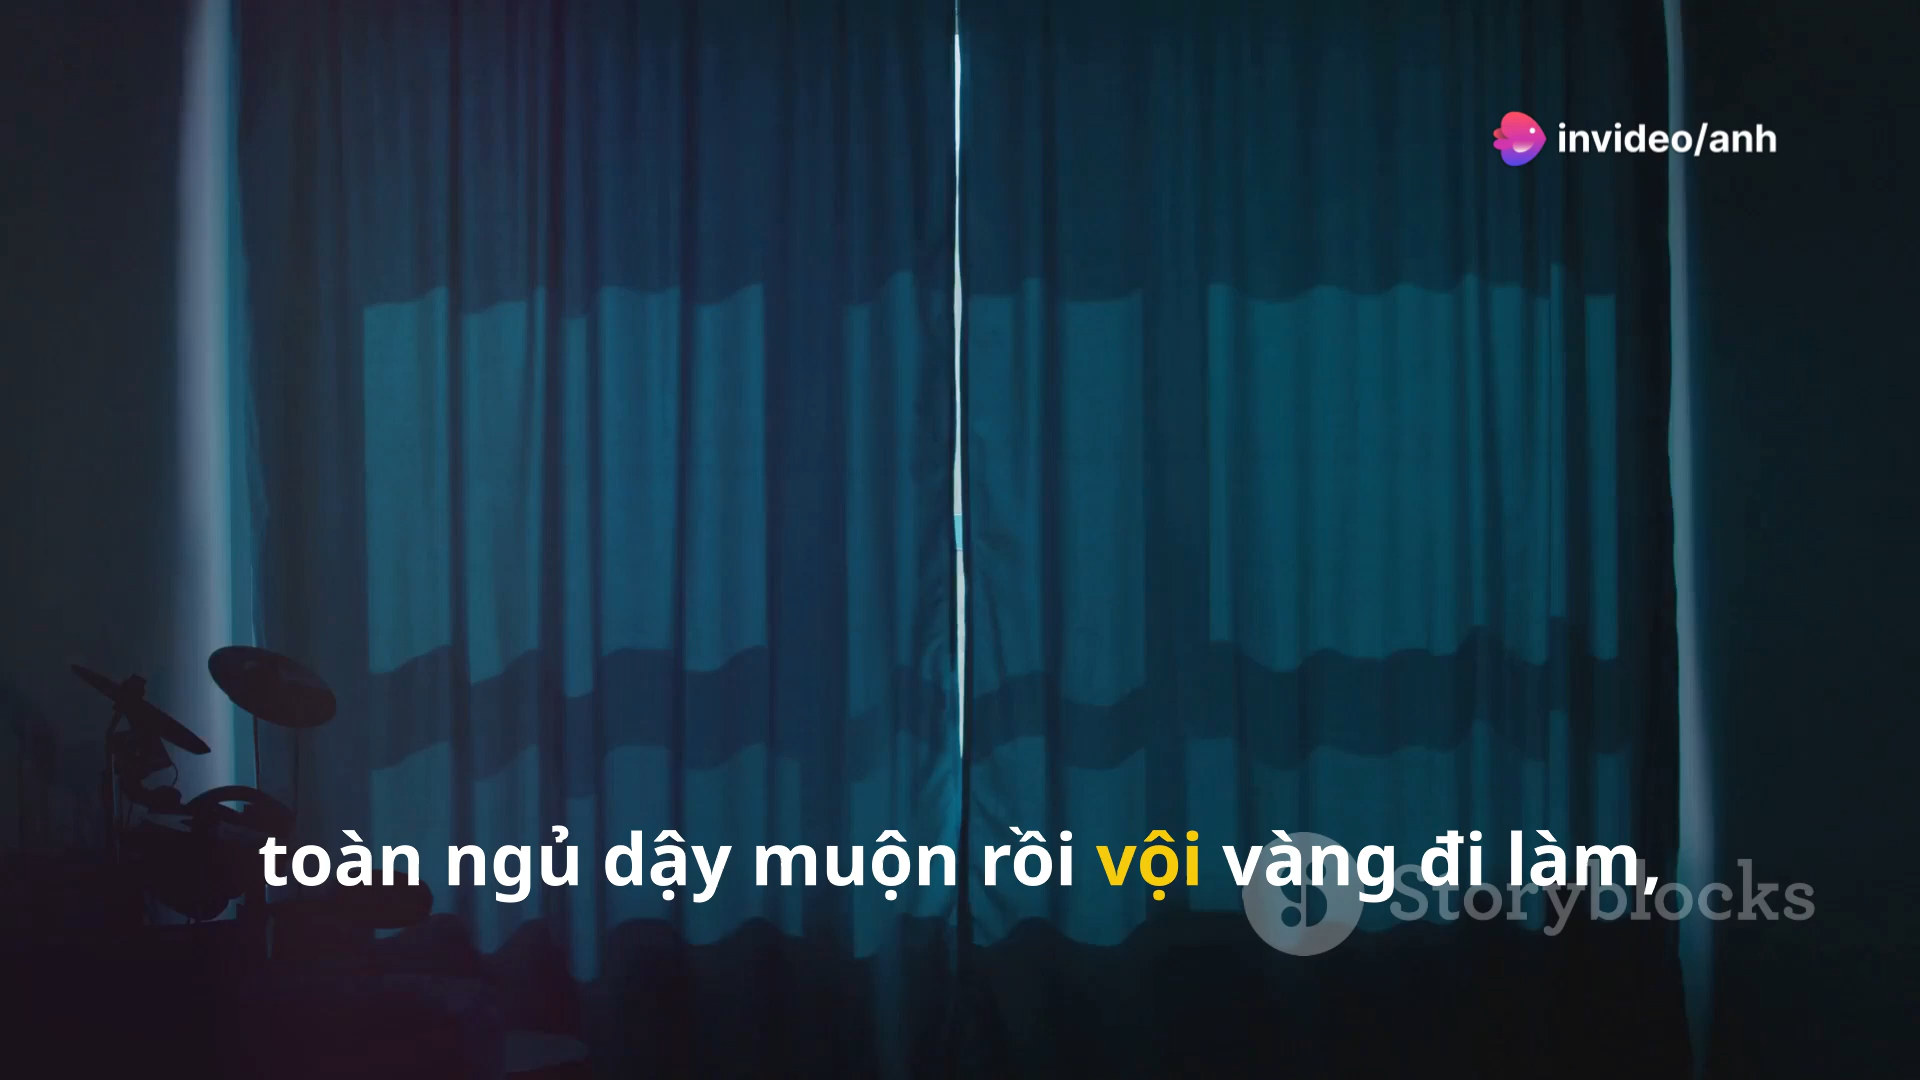 invideo/anh
toàn ngủ dậy muộn rồi vội vàng đi làm,
Storyblocks